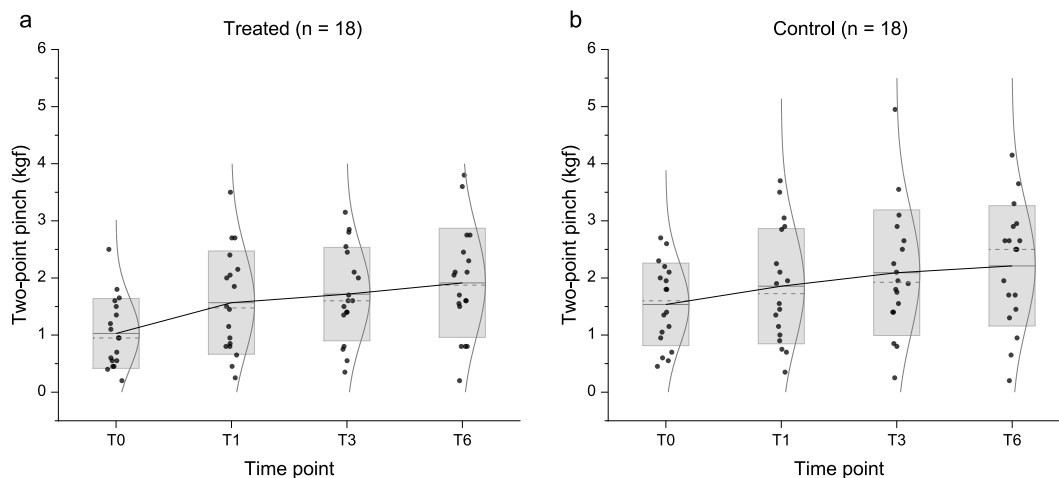 a
Treated (n = 18)
Two-point pinch (kgf)
6
5
4
3
2
1
0
T0 T1 T3 T6
Time point
b
Control (n = 18)
Two-point pinch (kgf)
6
5
4
3
2
1
0
T0 T1 T3 T6
Time point